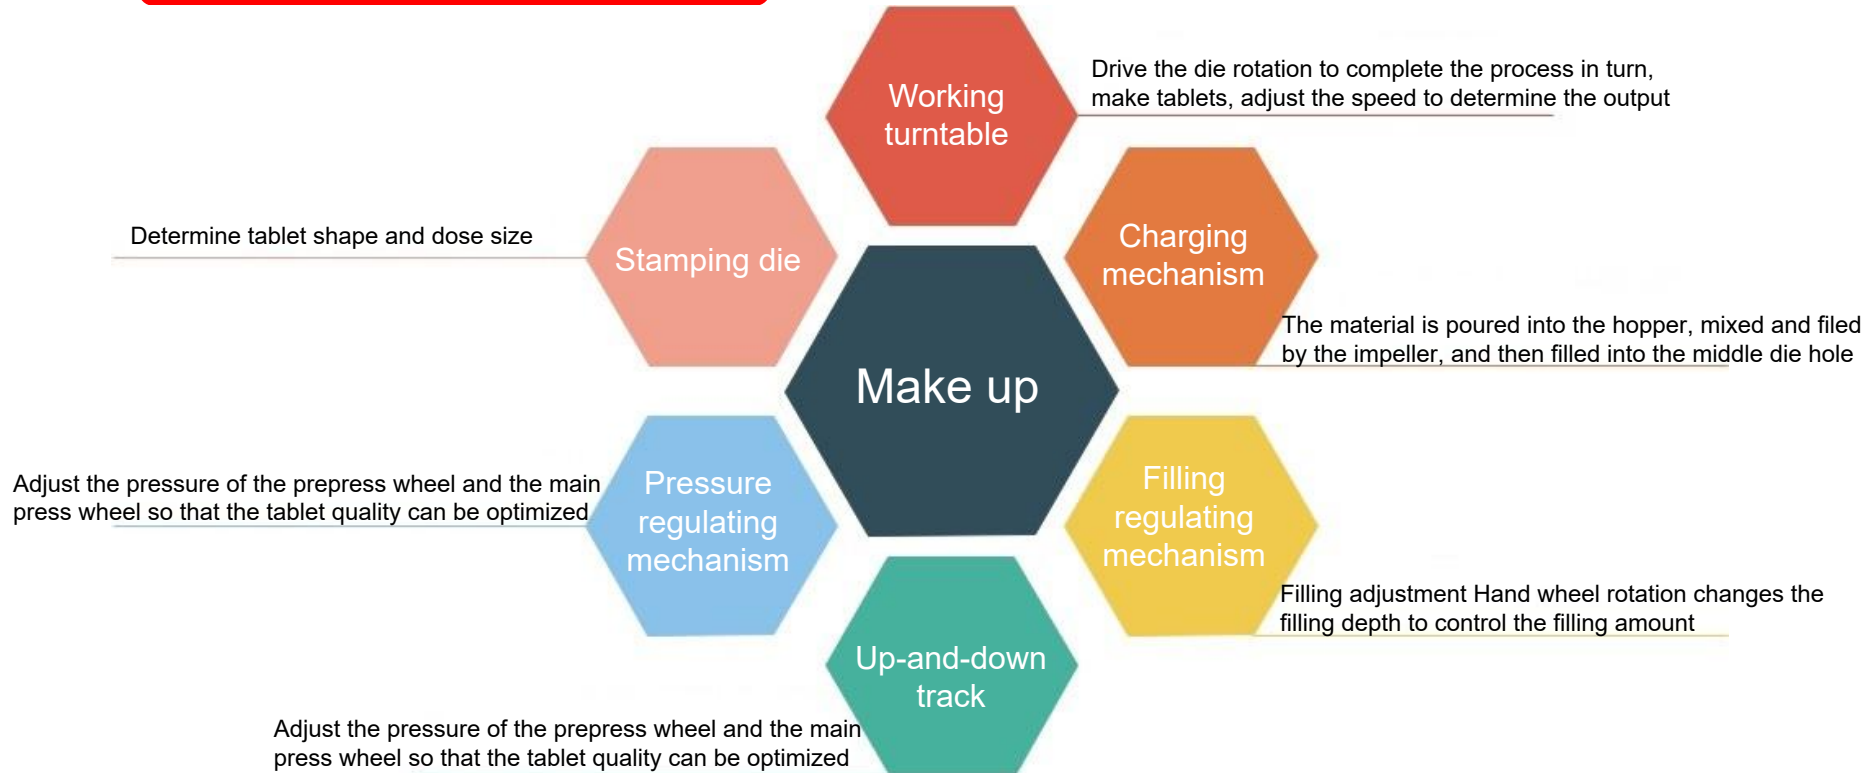 Working
turntable
Drive the die rotation to complete the process in turn,
make tablets, adjust the speed to determine the output
Determine tablet shape and dose size
Stamping die
Charging
mechanism
The material is poured into the hopper, mixed and filed
by the impeller, and then filled into the middle die hole
Make up
Adjust the pressure of the prepress wheel and the main
press wheel so that the tablet quality can be optimized
Pressure
regulating
mechanism
Filling
regulating
mechanism
Filling adjustment Hand wheel rotation changes the
filling depth to control the filling amount
Up-and-down
track
Adjust the pressure of the prepress wheel and the main
press wheel so that the tablet quality can be optimized